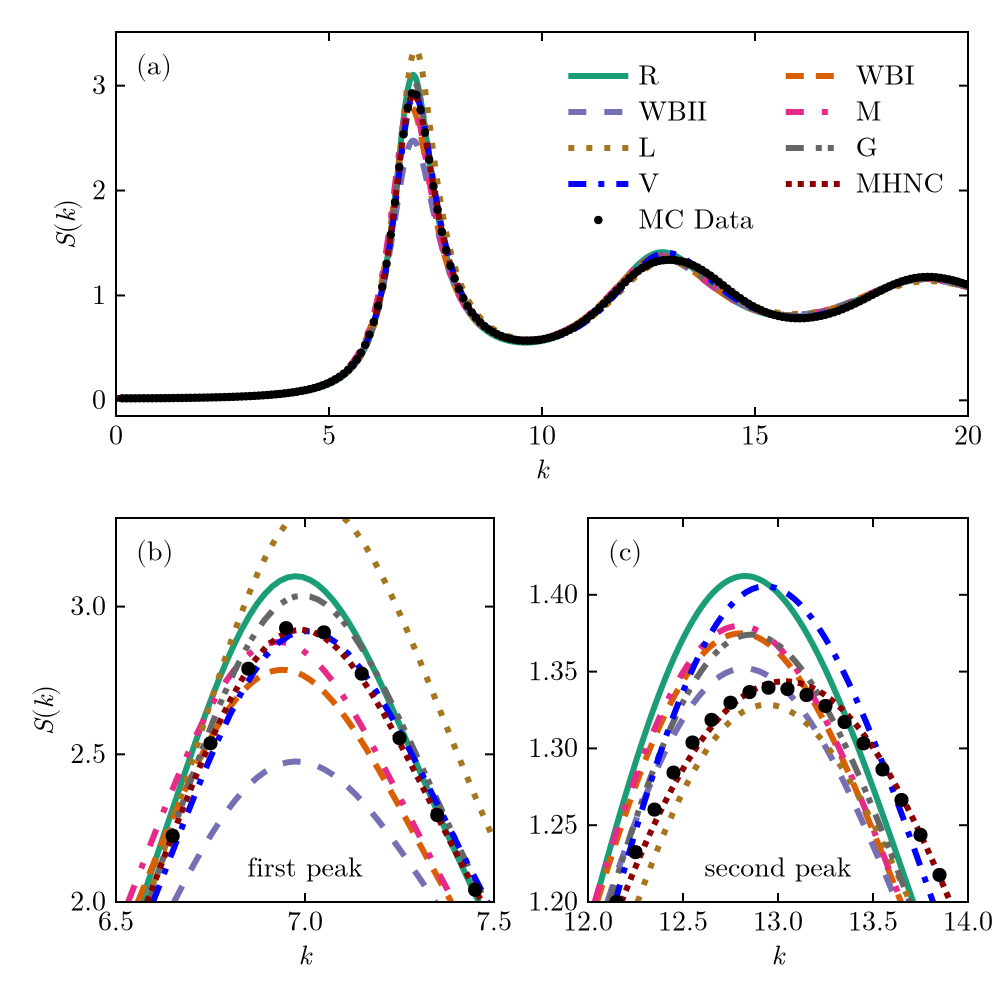 (a)
R
WBI
WBII
M
L
G
V
MHNC
MC Data
3
2
1
0
S(k)
0 5 10 15 20
k
(b)
3.0
2.5
2.0
S(k)
first peak
6.5 7.0 7.5
k
(c)
1.40
1.35
1.30
1.25
1.20
second peak
12.0 12.5 13.0 13.5 14.0
k